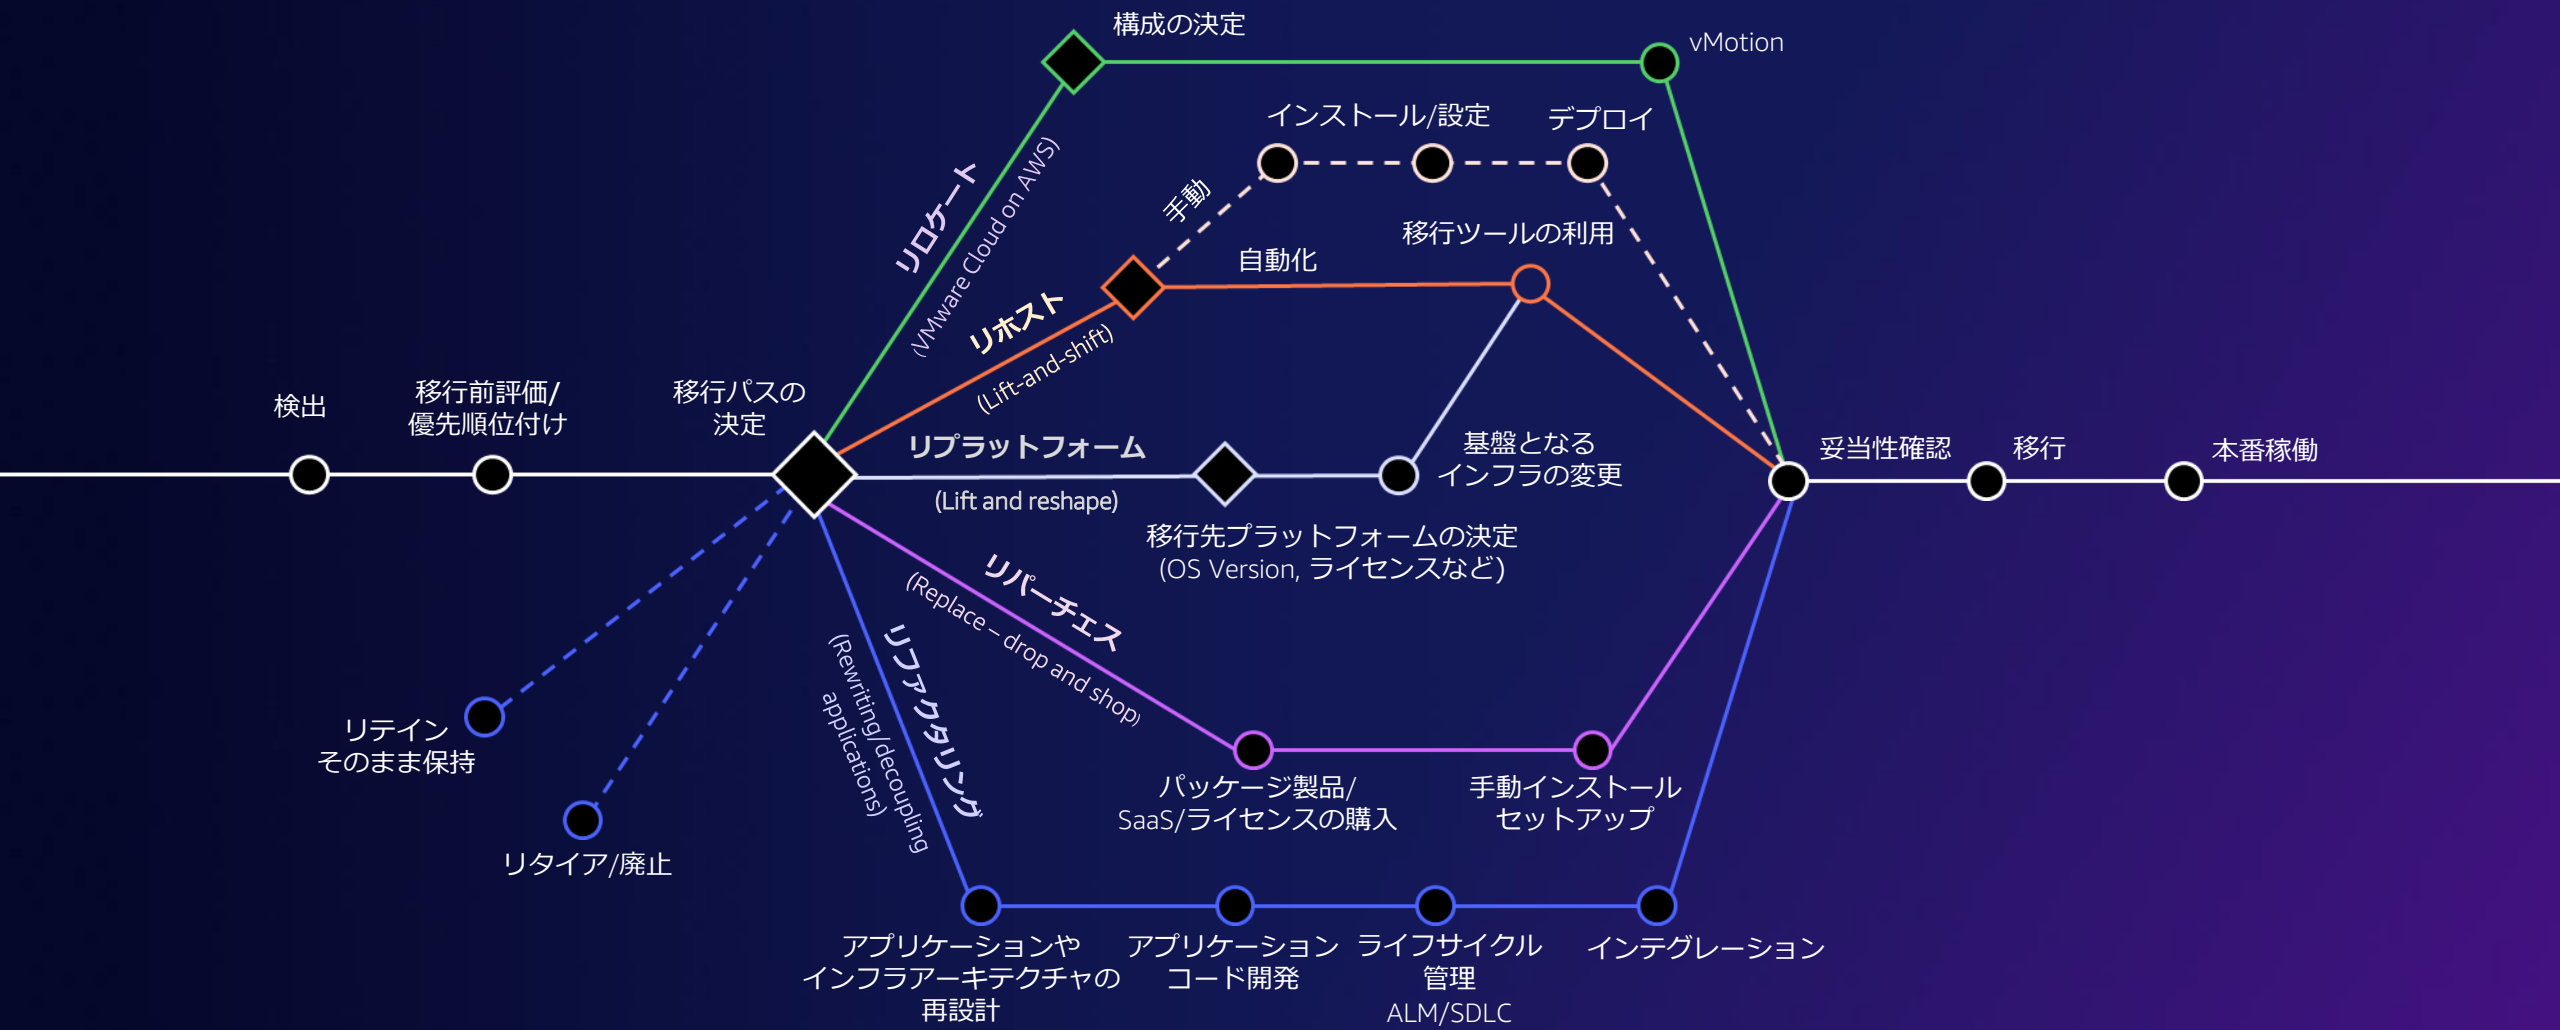 構成の決定
vMotion
インストール/設定
デプロイ
リロケート
(VMware Cloud on AWS)
手動
移行ツールの利用
自動化
リホスト
(Lift-and-shift)
検出
移行前評価/
優先順位付け
移行パスの
決定
リプラットフォーム
(Lift and reshape)
基盤となる
インフラの変更
妥当性確認
移行
本番稼働
移行先プラットフォームの決定
(OS Version, ライセンスなど)
リパーチェス
(Replace – drop and shop)
リファクタリング
(Rewriting/decoupling
applications)
リテイン
そのまま保持
リタイア/廃止
パッケージ製品/
SaaS/ライセンスの購入
手動インストール
セットアップ
アプリケーションや
インフラアーキテクチャの
再設計
アプリケーション
コード開発
ライフサイクル
管理
ALM/SDLC
インテグレーション